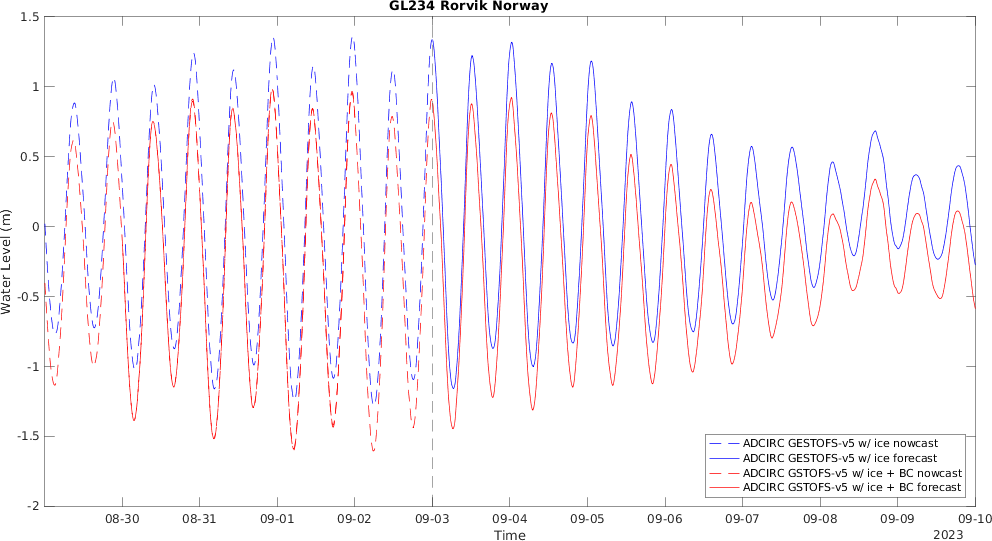 GL234 Rorvik Norway
Water Level (m)
1.5
1
0.5
0
-0.5
-1
-1.5
-2
ADCIRC GESTOFS-v5 w/ ice nowcast
ADCIRC GESTOFS-v5 w/ ice forecast
ADCIRC GSTOFS-v5 w/ ice + BC nowcast
ADCIRC GSTOFS-v5 w/ ice + BC forecast
08-30 08-31 09-01 09-02 09-03 09-04 09-05 09-06 09-07 09-08 09-09 09-10
Time
2023